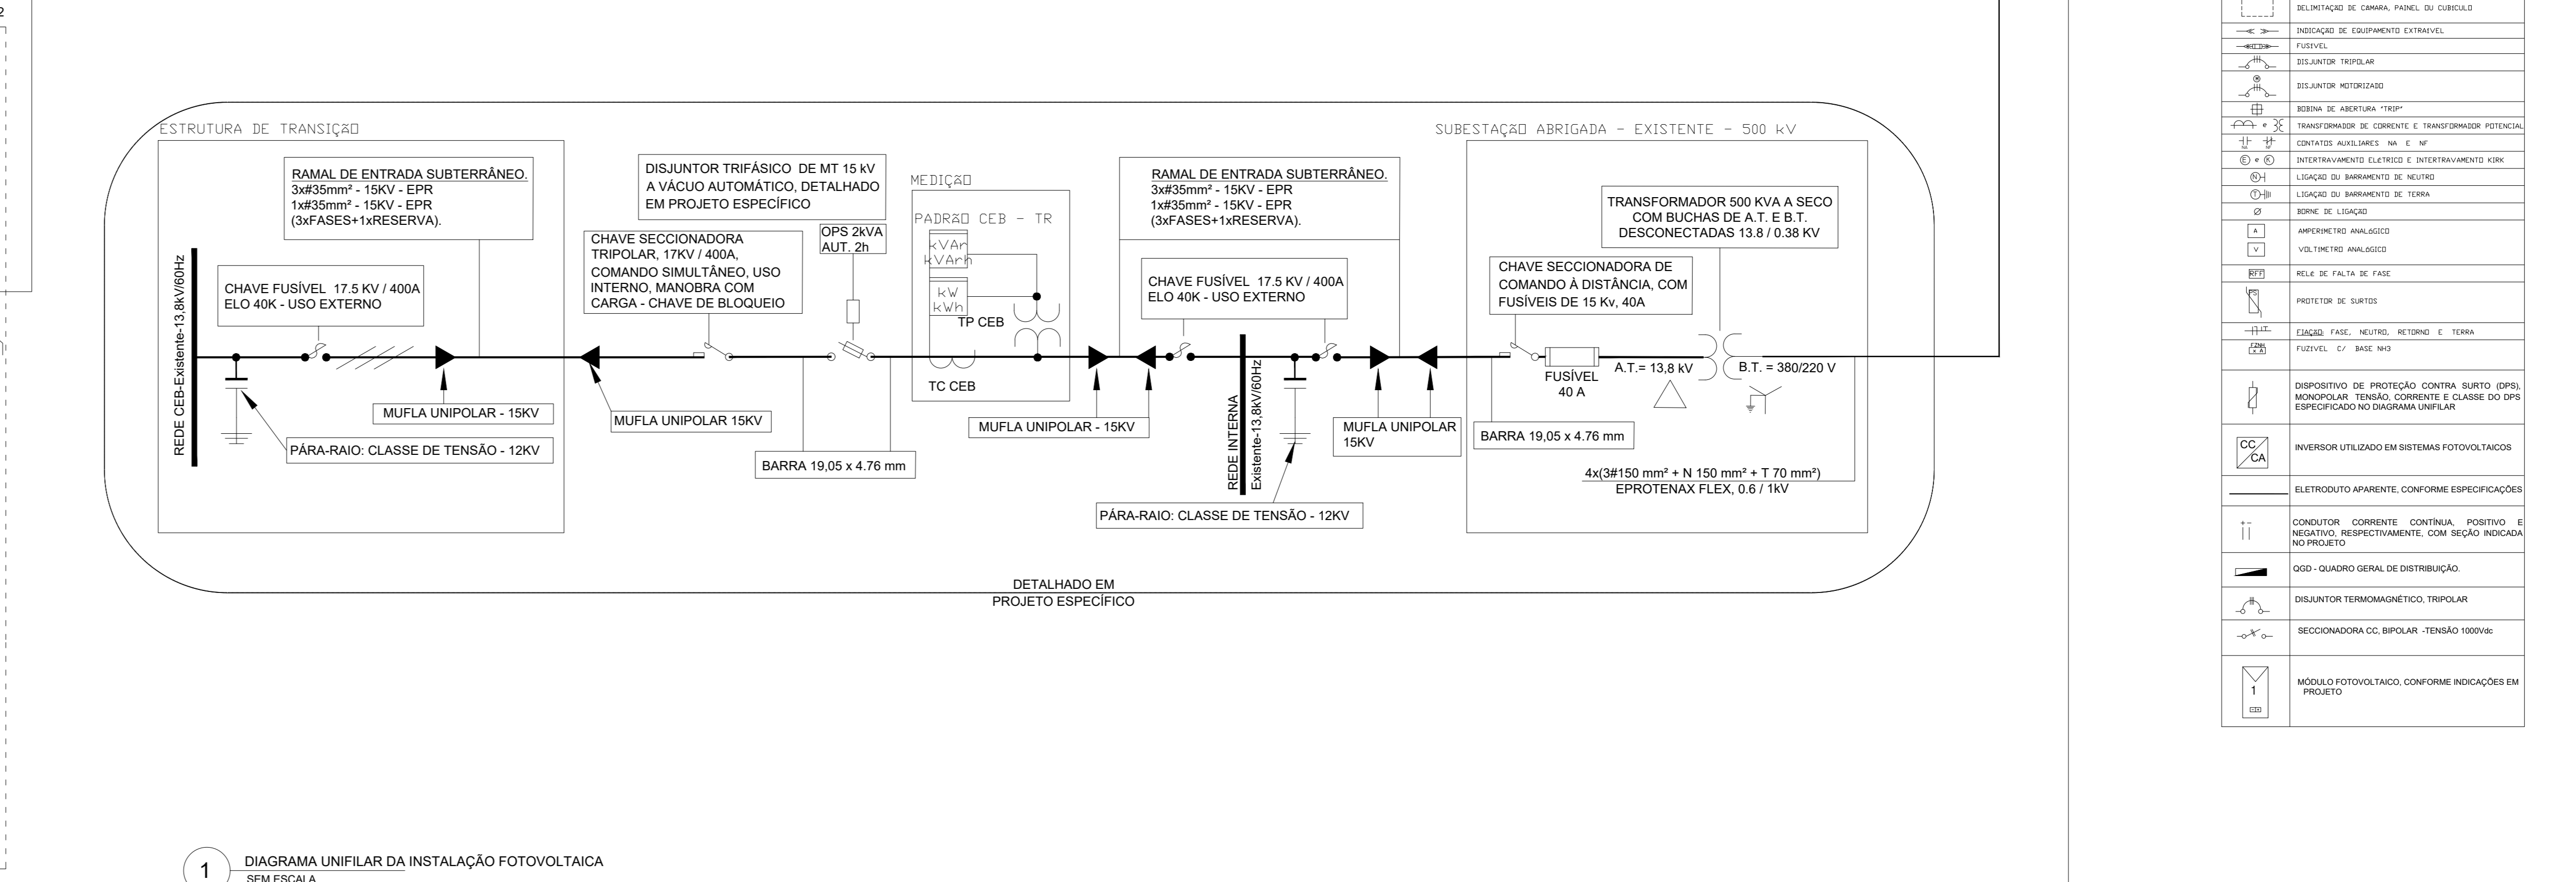 2
ESTRUTURA DE TRANSIÇÃO
RAMAL DE ENTRADA SUBTERRÂNEO.
3x#35mm² - 15KV - EPR
1x#35mm² - 15KV - EPR
(3xFASES+1xRESERVA).
REDE CEB-Existente-13,8kV/60Hz
CHAVE FUSÍVEL 17.5 KV / 400A
ELO 40K - USO EXTERNO
MUFLA UNIPOLAR - 15KV
PÁRA-RAIO: CLASSE DE TENSÃO - 12KV
DISJUNTOR TRIFÁSICO DE MT 15 kV
A VÁCUO AUTOMÁTICO, DETALHADO
EM PROJETO ESPECÍFICO
CHAVE SECCIONADORA
TRIPOLAR, 17KV / 400A,
COMANDO SIMULTÂNEO, USO
INTERNO, MANOBRA COM
CARGA - CHAVE DE BLOQUEIO
OPS 2kVA
AUT. 2h
MUFLA UNIPOLAR 15KV
BARRA 19,05 x 4.76 mm
MEDIÇÃO
PADRÃO CEB - TR
kVAr
kVArh
kW
kWh
TP CEB
TC CEB
RAMAL DE ENTRADA SUBTERRÂNEO.
3x#35mm² - 15KV - EPR
1x#35mm² - 15KV - EPR
(3xFASES+1xRESERVA).
CHAVE FUSÍVEL 17.5 KV / 400A
ELO 40K - USO EXTERNO
MUFLA UNIPOLAR - 15KV
REDE INTERNA
Existente-13,8kV/60Hz
MUFLA UNIPOLAR
15KV
PÁRA-RAIO: CLASSE DE TENSÃO - 12KV
SUBESTAÇÃO ABRIGADA - EXISTENTE - 500 kV
TRANSFORMADOR 500 KVA A SECO
COM BUCHAS DE A.T. E B.T.
DESCONECTADAS 13.8 / 0.38 KV
CHAVE SECCIONADORA DE
COMANDO À DISTÂNCIA, COM
FUSÍVEIS DE 15 Kv, 40A
FUSÍVEL
40 A
A.T.= 13,8 kV
B.T. = 380/220 V
BARRA 19,05 x 4.76 mm
4x(3#150 mm² + N 150 mm² + T 70 mm²)
EPROTENAX FLEX, 0.6 / 1kV
DETALHADO EM
PROJETO ESPECÍFICO
1
DIAGRAMA UNIFILAR DA INSTALAÇÃO FOTOVOLTAICA
SEM ESCALA
DELIMITAÇÃO DE CÂMARA, PAINEL OU CUBÍCULO
INDICAÇÃO DE EQUIPAMENTO EXTRAÍVEL
FUSÍVEL
DISJUNTOR TRIPOLAR
DISJUNTOR MOTORIZADO
BOBINA DE ABERTURA "TRIP"
e TRANSFORMADOR DE CORRENTE E TRANSFORMADOR POTENCIAL
NA NF CONTATOS AUXILIARES NA E NF
E e K INTERTRAVAMENTO ELÉTRICO E INTERTRAVAMENTO KIRK
N LIGAÇÃO OU BARRAMENTO DE NEUTRO
T LIGAÇÃO OU BARRAMENTO DE TERRA
BORNE DE LIGAÇÃO
A AMPERÍMETRO ANALÓGICO
V VOLTÍMETRO ANALÓGICO
RFF RELÉ DE FALTA DE FASE
PS PROTETOR DE SURTOS
FIAÇÃO: FASE, NEUTRO, RETORNO E TERRA
FZNH
x A
FUZÍVEL C/ BASE NH3
DISPOSITIVO DE PROTEÇÃO CONTRA SURTO (DPS),
MONOPOLAR TENSÃO, CORRENTE E CLASSE DO DPS
ESPECIFICADO NO DIAGRAMA UNIFILAR
CC
CA
INVERSOR UTILIZADO EM SISTEMAS FOTOVOLTAICOS
ELETRODUTO APARENTE, CONFORME ESPECIFICAÇÕES
+ -
CONDUTOR CORRENTE CONTÍNUA, POSITIVO E
NEGATIVO, RESPECTIVAMENTE, COM SEÇÃO INDICADA
NO PROJETO
QGD - QUADRO GERAL DE DISTRIBUIÇÃO.
DISJUNTOR TERMOMAGNÉTICO, TRIPOLAR
SECCIONADORA CC, BIPOLAR -TENSÃO 1000Vdc
1
MÓDULO FOTOVOLTAICO, CONFORME INDICAÇÕES EM
PROJETO